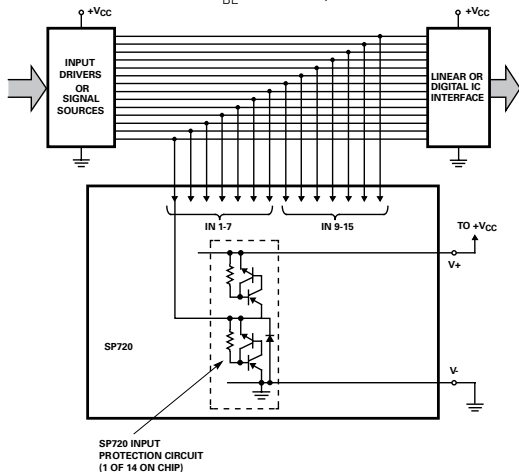 BE
+VCC
+VCC
INPUT
DRIVERS
OR
SIGNAL
SOURCES
LINEAR OR
DIGITAL IC
INTERFACE
IN 1-7
IN 9-15
TO +VCC
V+
SP720
V-
SP720 INPUT
PROTECTION CIRCUIT
(1 OF 14 ON CHIP)